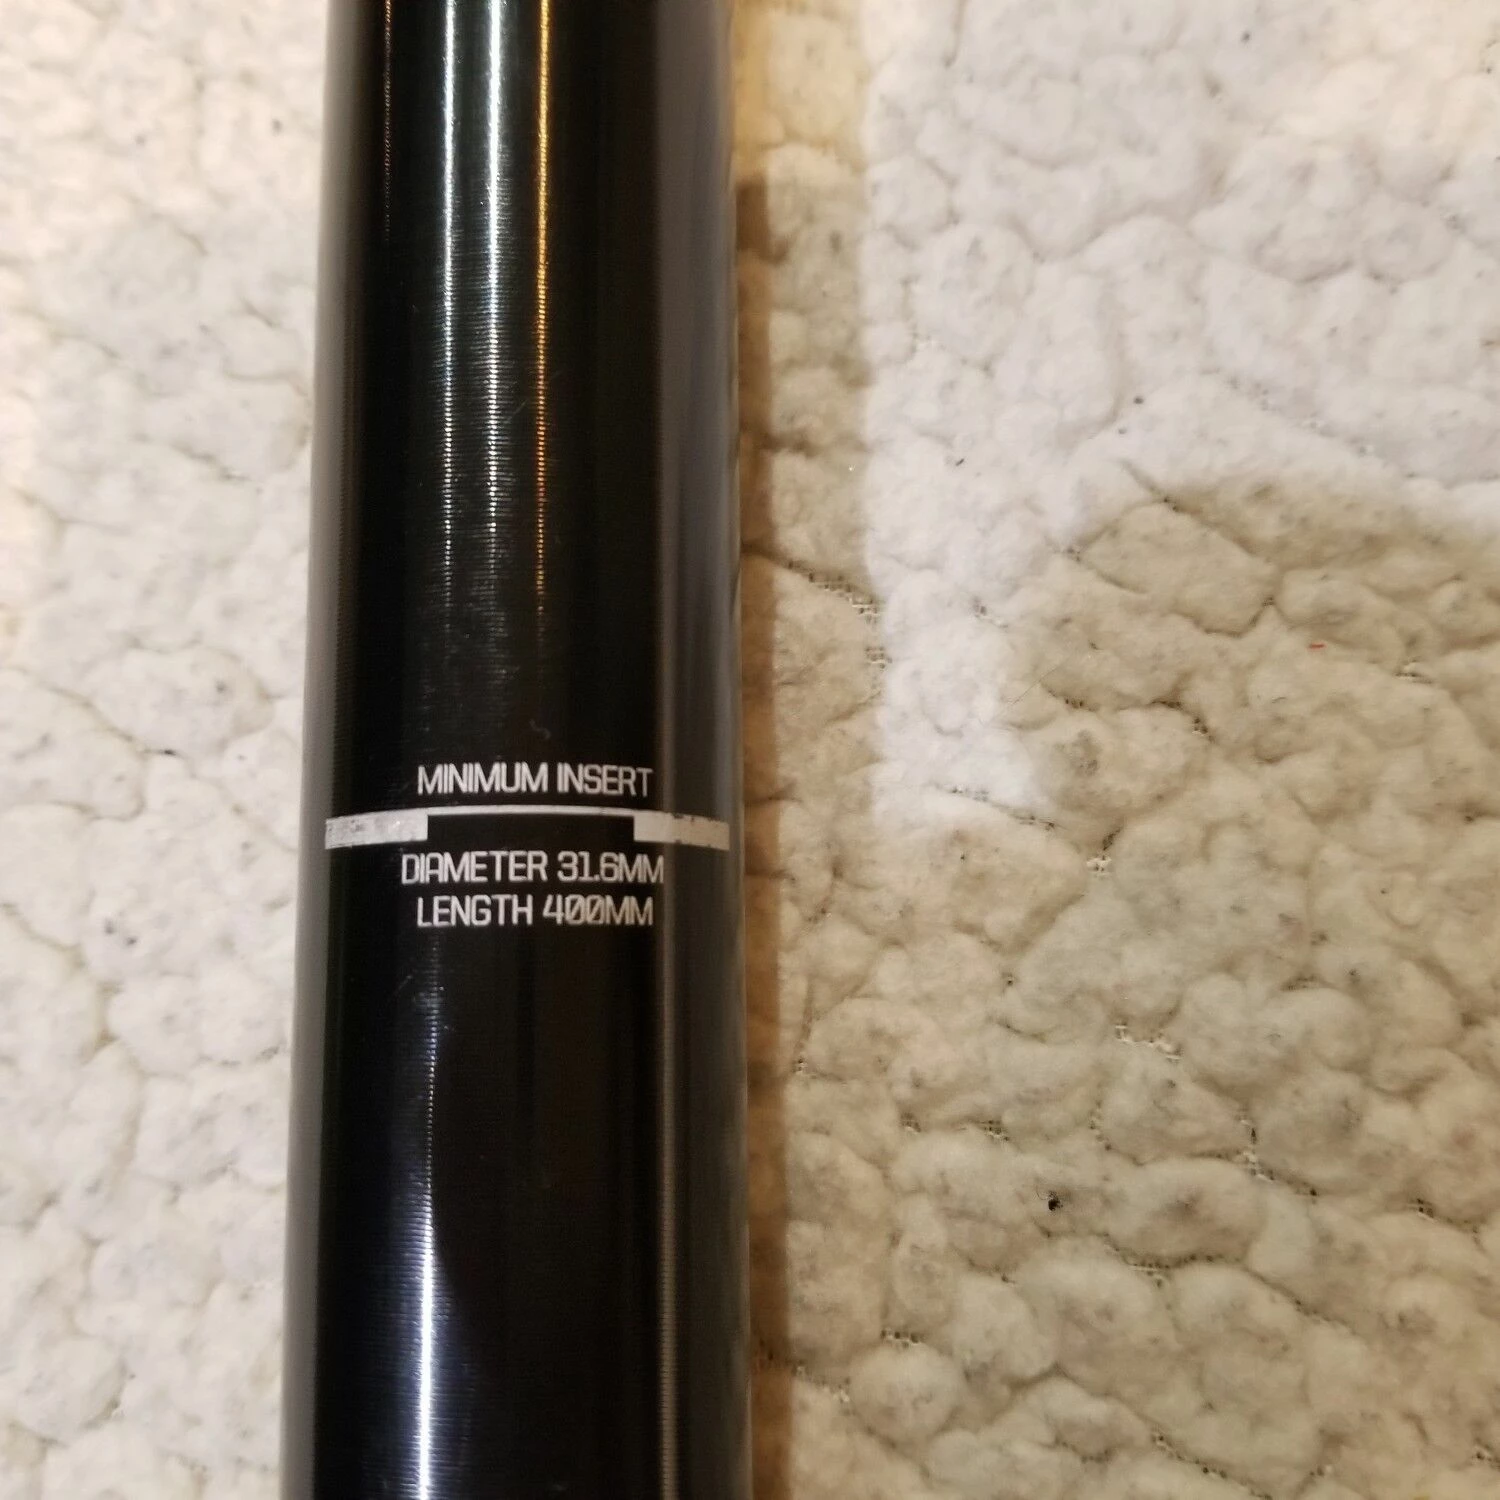 MINIMUM INSERT
DIAMETER 31.6MM
LENGTH 400MM